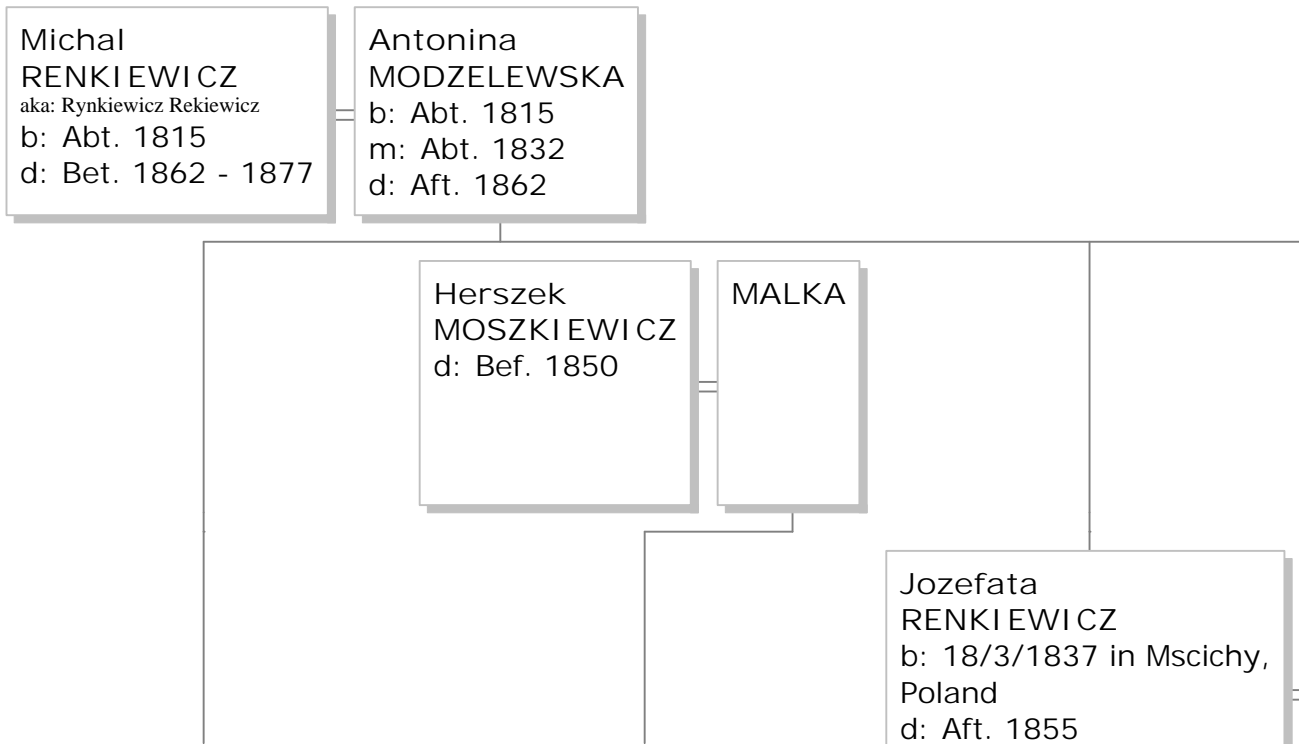 Michal
RENKIEWICZ
aka: Rynkiewicz Rekiewicz
b: Abt. 1815
d: Bet. 1862 - 1877
Antonina
MODZELEWSKA
b: Abt. 1815
m: Abt. 1832
d: Aft. 1862
Herszek
MOSZKIEWICZ
d: Bef. 1850
MALKA
Jozefata
RENKIEWICZ
b: 18/3/1837 in Mscichy,
Poland
d: Aft. 1855